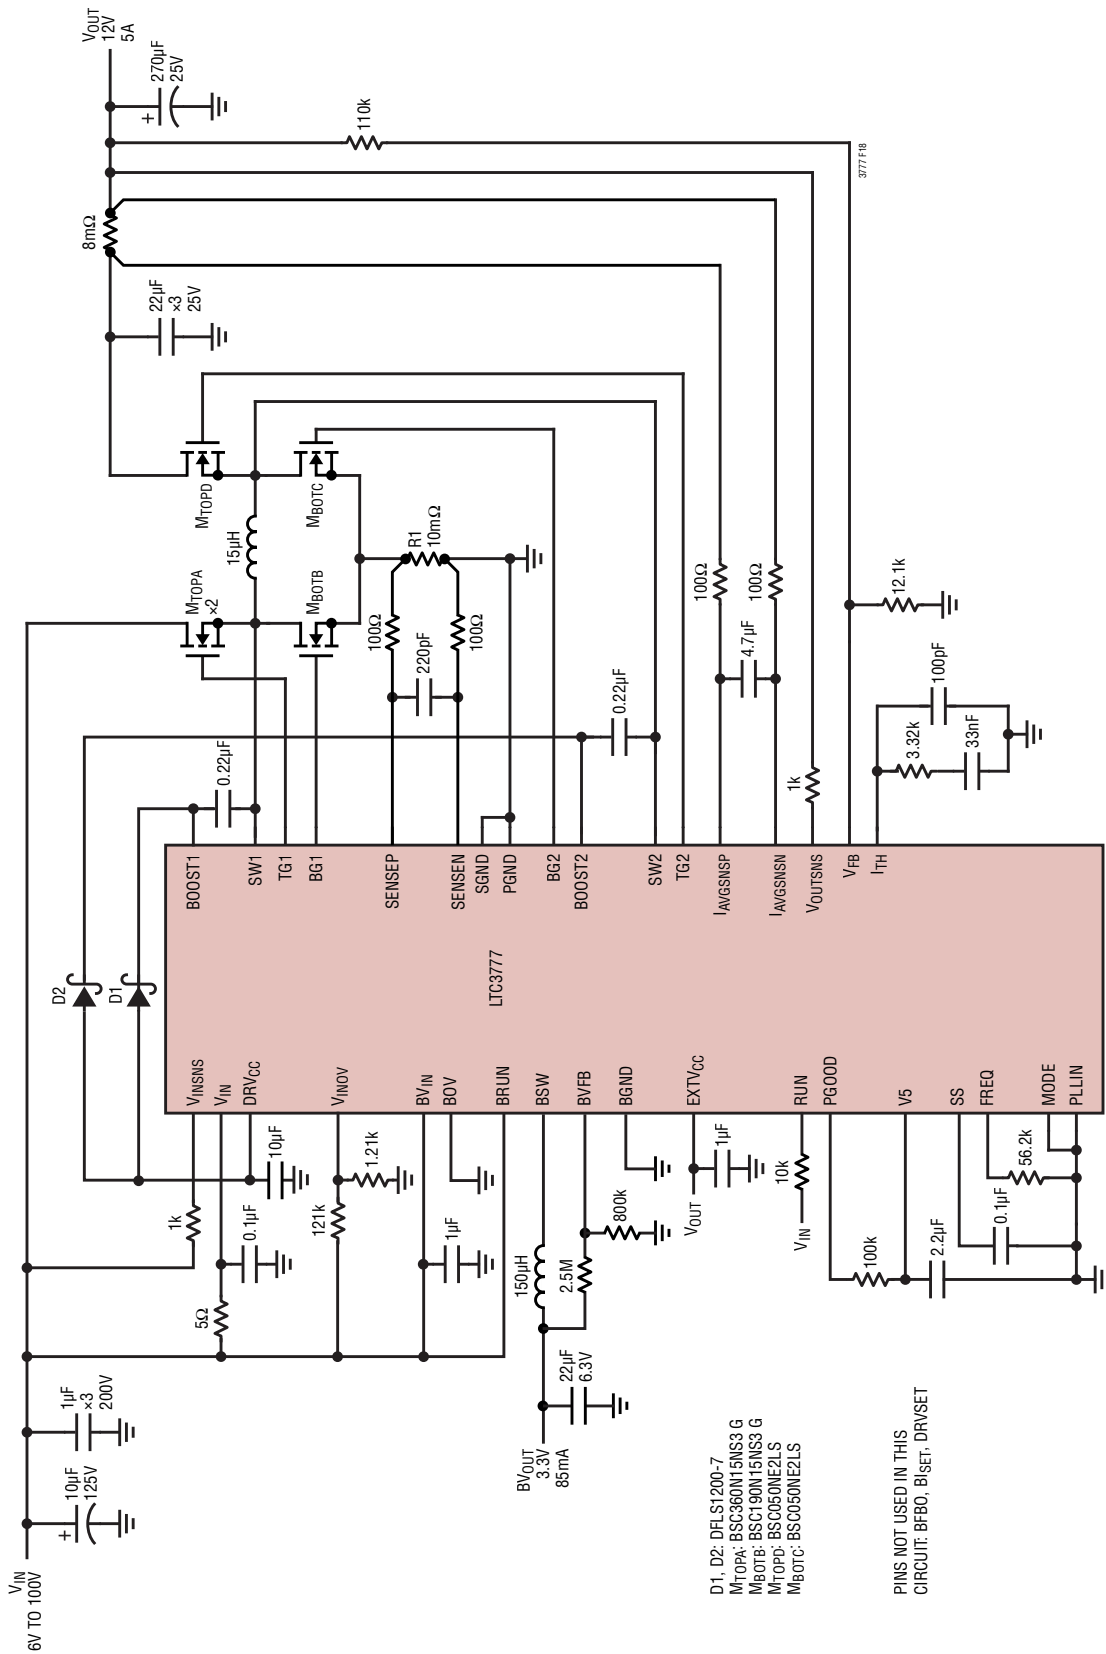 VIN
6V TO 100V
10µF
125V
+
1µF
×3
200V
5Ω
0.1µF
1k
10µF
121k
1.21k
1µF
D2
D1
VINSNS
VIN
DRVCC
VINOV
BVIN
BOV
BRUN
BSW
BVFB
BGND
EXTVCC
RUN
PGOOD
V5
SS
FREQ
MODE
PLLIN
LTC3777
BOOST1
SW1
TG1
BG1
SENSEP
SENSEN
SGND
PGND
BG2
BOOST2
SW2
TG2
IAVGSNSP
IAVGSNSN
VOUTSNS
VFB
ITH
BVOUT
3.3V
85mA
22µF
6.3V
150µH
2.5M
800k
VOUT
1µF
VIN
10k
100k
2.2µF
0.1µF
56.2k
0.22µF
MTOPA
×2
MBOTB
15µH
MTOPD
MBOTC
100Ω
220pF
100Ω
R1
10mΩ
0.22µF
22µF
×3
25V
8mΩ
VOUT
12V
5A
+
270µF
25V
110k
100Ω
100Ω
4.7µF
1k
12.1k
3.32k
100pF
33nF
3777 F18
D1, D2: DFLS1200-7
MTOPA: BSC360N15NS3 G
MBOTB: BSC190N15NS3 G
MTOPD: BSC050NE2LS
MBOTC: BSC050NE2LS
PINS NOT USED IN THIS
CIRCUIT: BFBO, BISET, DRVSET